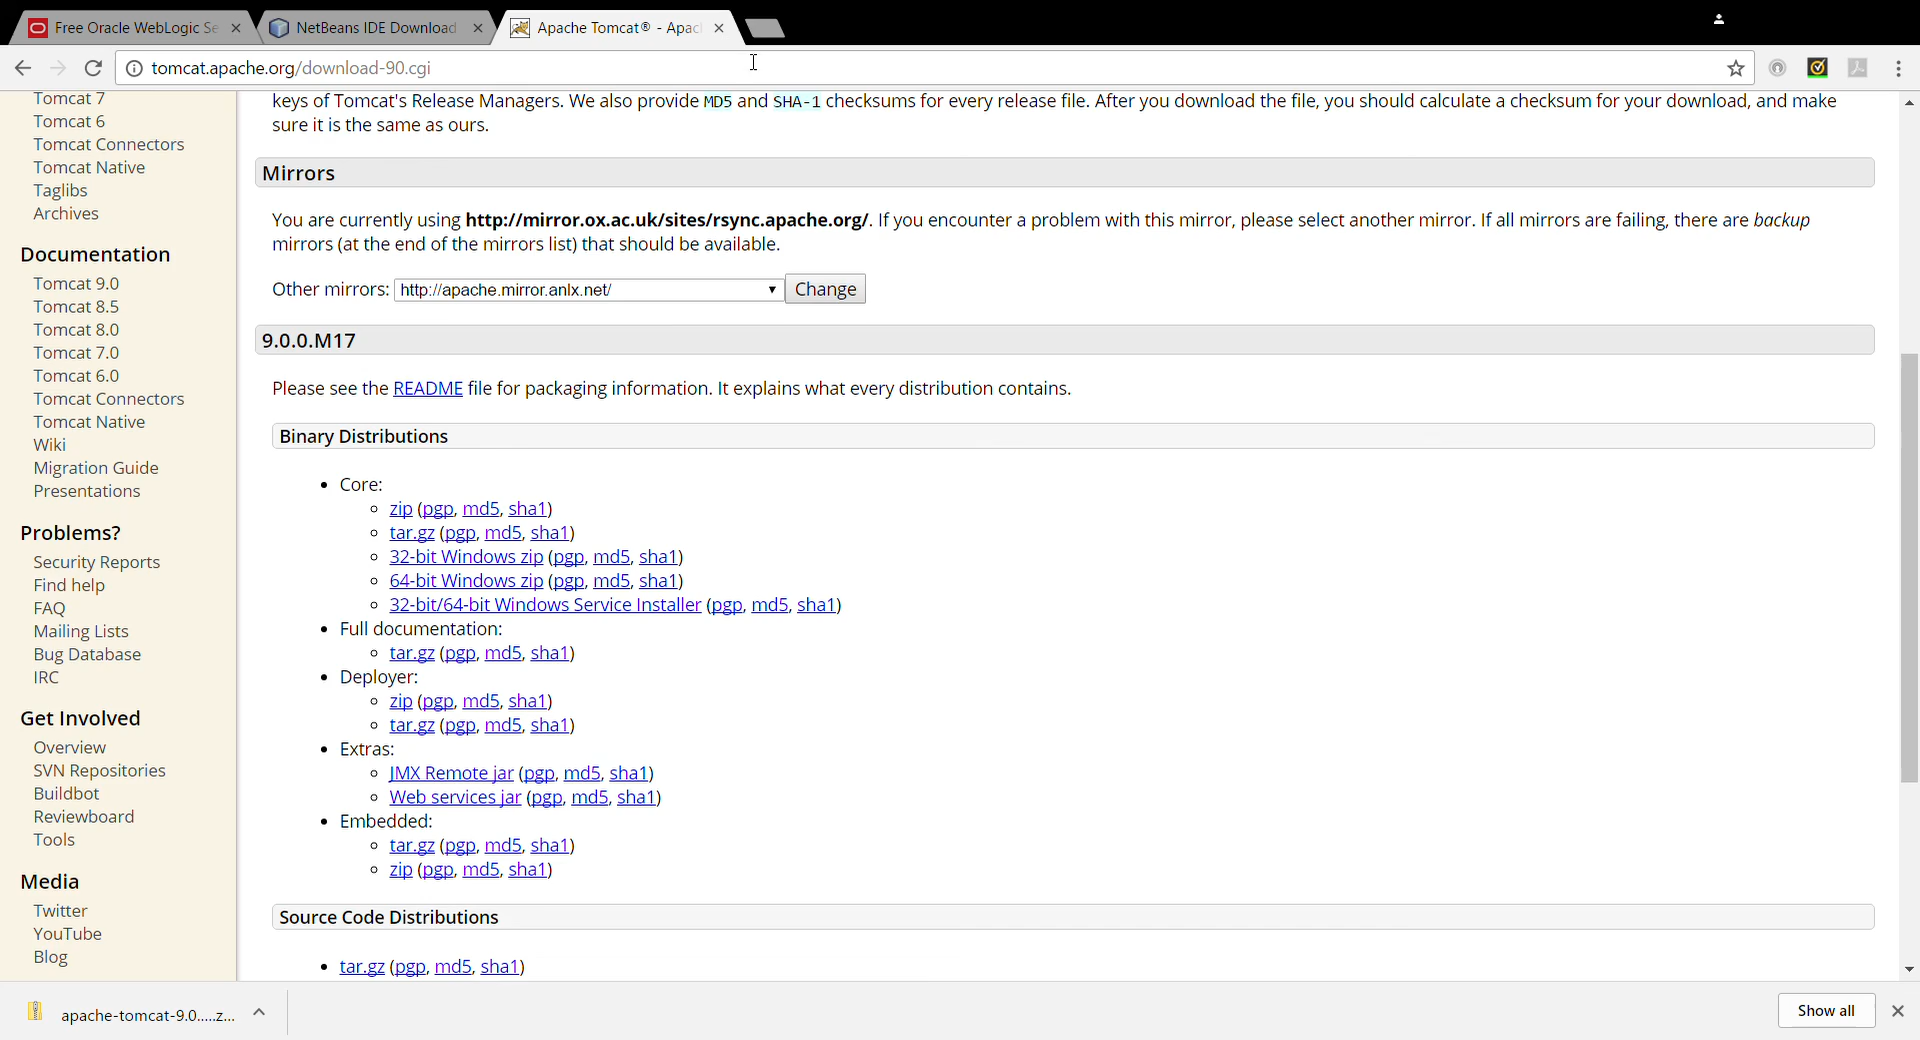 Free Oracle WebLogic Se
NetBeans IDE Download
Apache Tomcat® - Apac
tomcat.apache.org/download-90.cgi
Tomcat 7
Tomcat 6
Tomcat Connectors
Tomcat Native
Taglibs
Archives
Documentation
Tomcat 9.0
Tomcat 8.5
Tomcat 8.0
Tomcat 7.0
Tomcat 6.0
Tomcat Connectors
Tomcat Native
Wiki
Migration Guide
Presentations
Problems?
Security Reports
Find help
FAQ
Mailing Lists
Bug Database
IRC
Get Involved
Overview
SVN Repositories
Buildbot
Reviewboard
Tools
Media
Twitter
YouTube
Blog
keys of Tomcat's Release Managers. We also provide MD5 and SHA-1 checksums for every release file. After you download the file, you should calculate a checksum for your download, and make
sure it is the same as ours.
Mirrors
You are currently using http://mirror.ox.ac.uk/sites/rsync.apache.org/. If you encounter a problem with this mirror, please select another mirror. If all mirrors are failing, there are backup
mirrors (at the end of the mirrors list) that should be available.
Other mirrors: http://apache.mirror.anlx.net/ Change
9.0.0.M17
Please see the README file for packaging information. It explains what every distribution contains.
Binary Distributions
Core:
zip (pgp, md5, sha1)
tar.gz (pgp, md5, sha1)
32-bit Windows zip (pgp, md5, sha1)
64-bit Windows zip (pgp, md5, sha1)
32-bit/64-bit Windows Service Installer (pgp, md5, sha1)
Full documentation:
tar.gz (pgp, md5, sha1)
Deployer:
zip (pgp, md5, sha1)
tar.gz (pgp, md5, sha1)
Extras:
JMX Remote jar (pgp, md5, sha1)
Web services jar (pgp, md5, sha1)
Embedded:
tar.gz (pgp, md5, sha1)
zip (pgp, md5, sha1)
Source Code Distributions
tar.gz (pgp, md5, sha1)
apache-tomcat-9.0.....z...
Show all